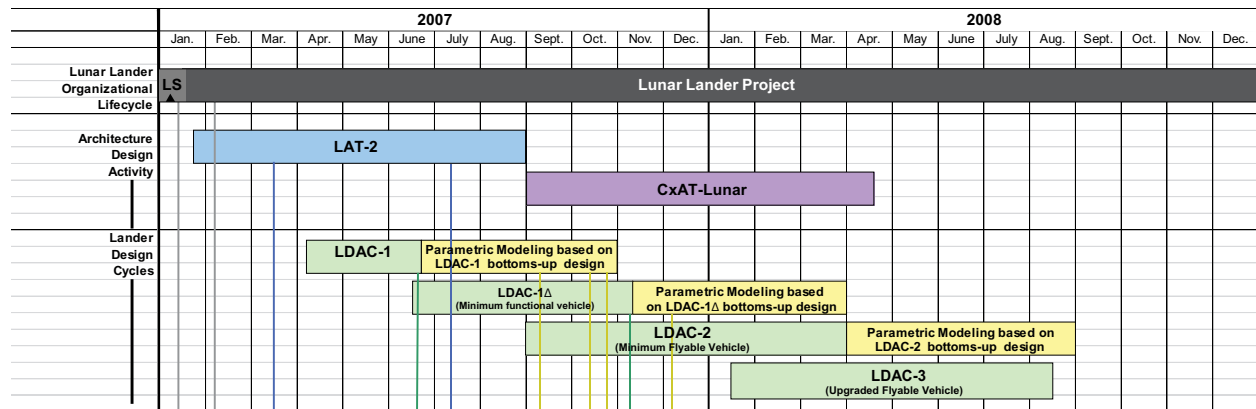 2007 2008
Jan. Feb. Mar. Apr. May June July Aug. Sept. Oct. Nov. Dec. Jan. Feb. Mar. Apr. May June July Aug. Sept. Oct. Nov. Dec.
Lunar Lander
Organizational
Lifecycle
LS
Lunar Lander Project
Architecture
Design
Activity
LAT-2
CxAT-Lunar
Lander
Design
Cycles
LDAC-1
Parametric Modeling based on
LDAC-1 bottoms-up design
LDAC-1Δ
(Minimum functional vehicle)
Parametric Modeling based
on LDAC-1Δ bottoms-up design
LDAC-2
(Minimum Flyable Vehicle)
Parametric Modeling based on
LDAC-2 bottoms-up design
LDAC-3
(Upgraded Flyable Vehicle)